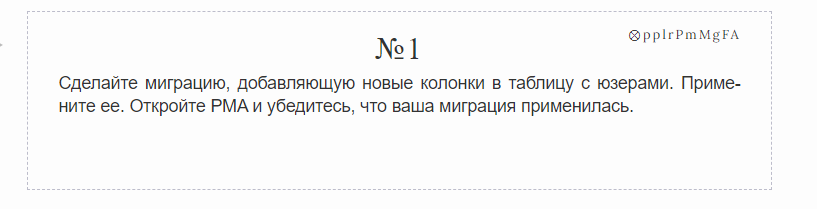 ⊗pplrPmMgFA
№1
Сделайте миграцию, добавляющую новые колонки в таблицу с юзерами. Приме-
ните ее. Откройте PMA и убедитесь, что ваша миграция применилась.